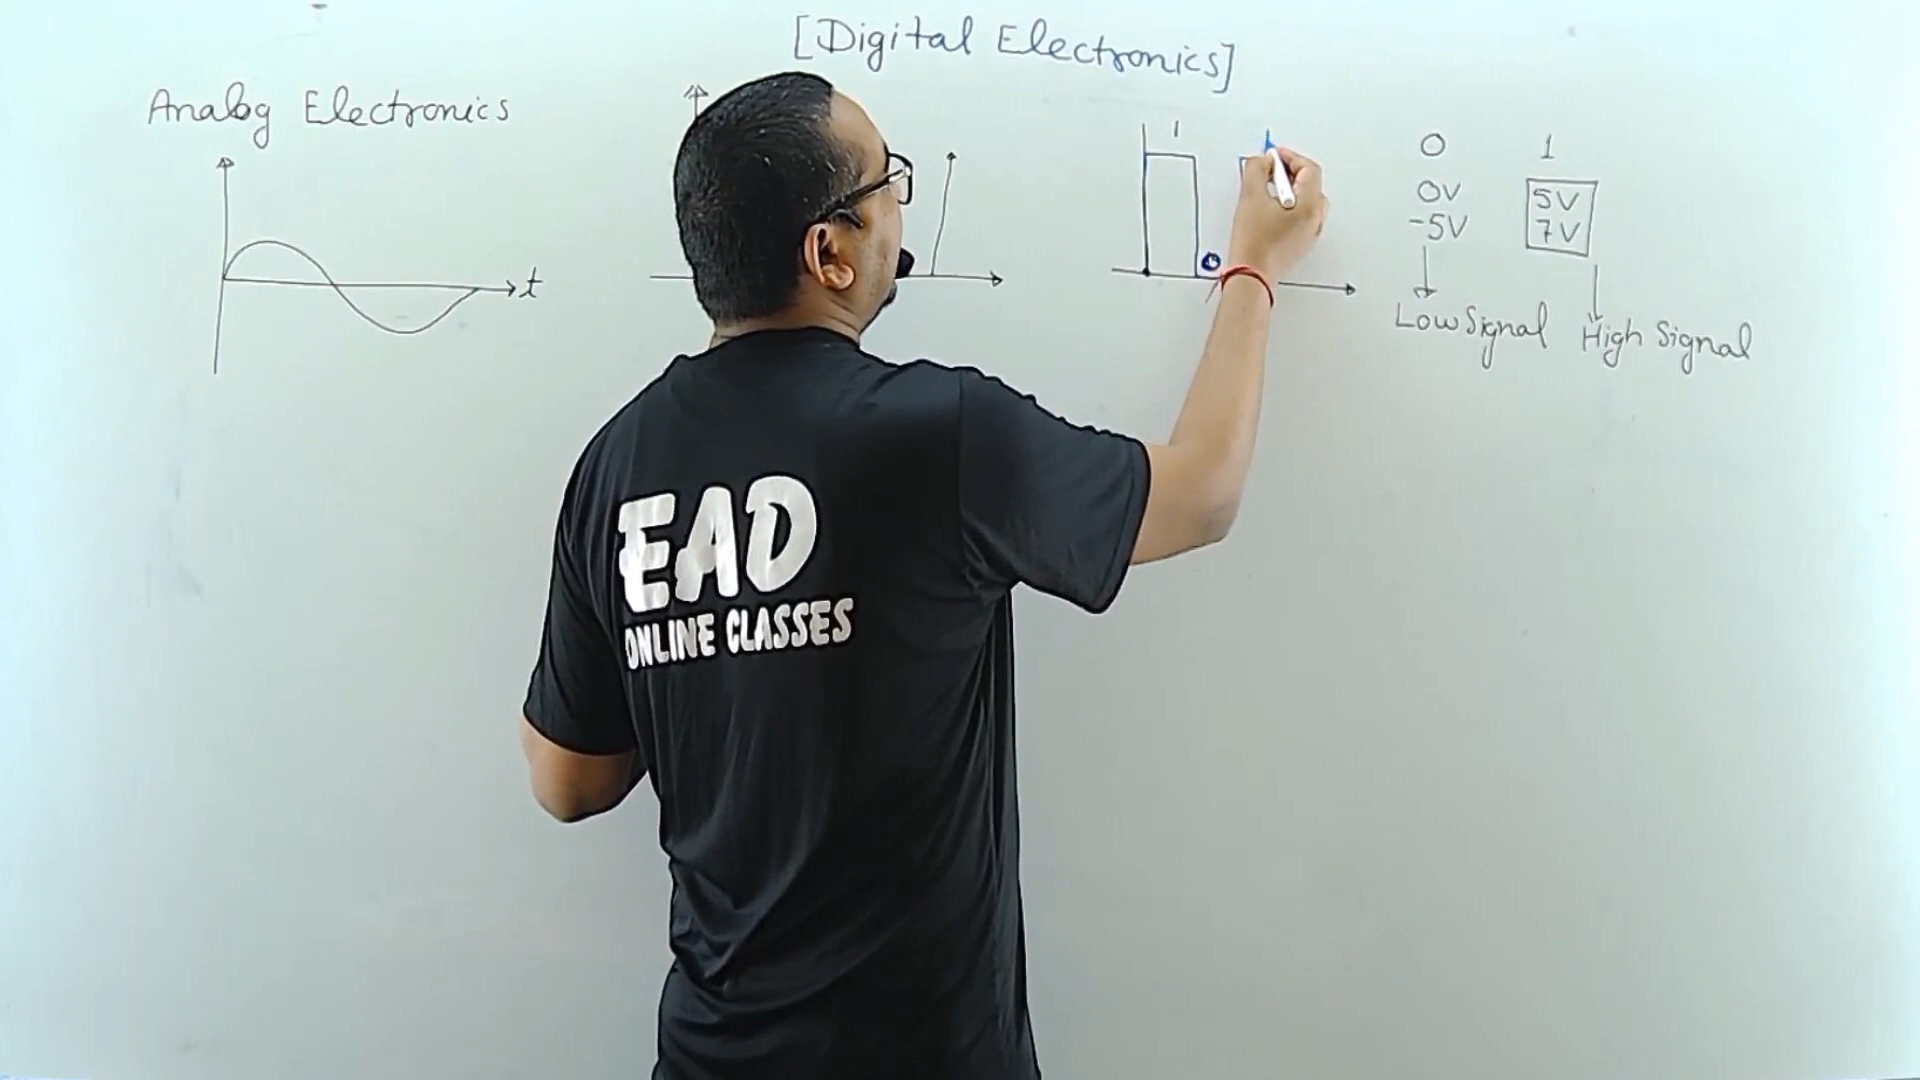 [Digital Electronics]
Analog Electronics
t
1
0 1
0V 5V
-5V 7V
Low Signal High Signal
EAD
ONLINE CLASSES